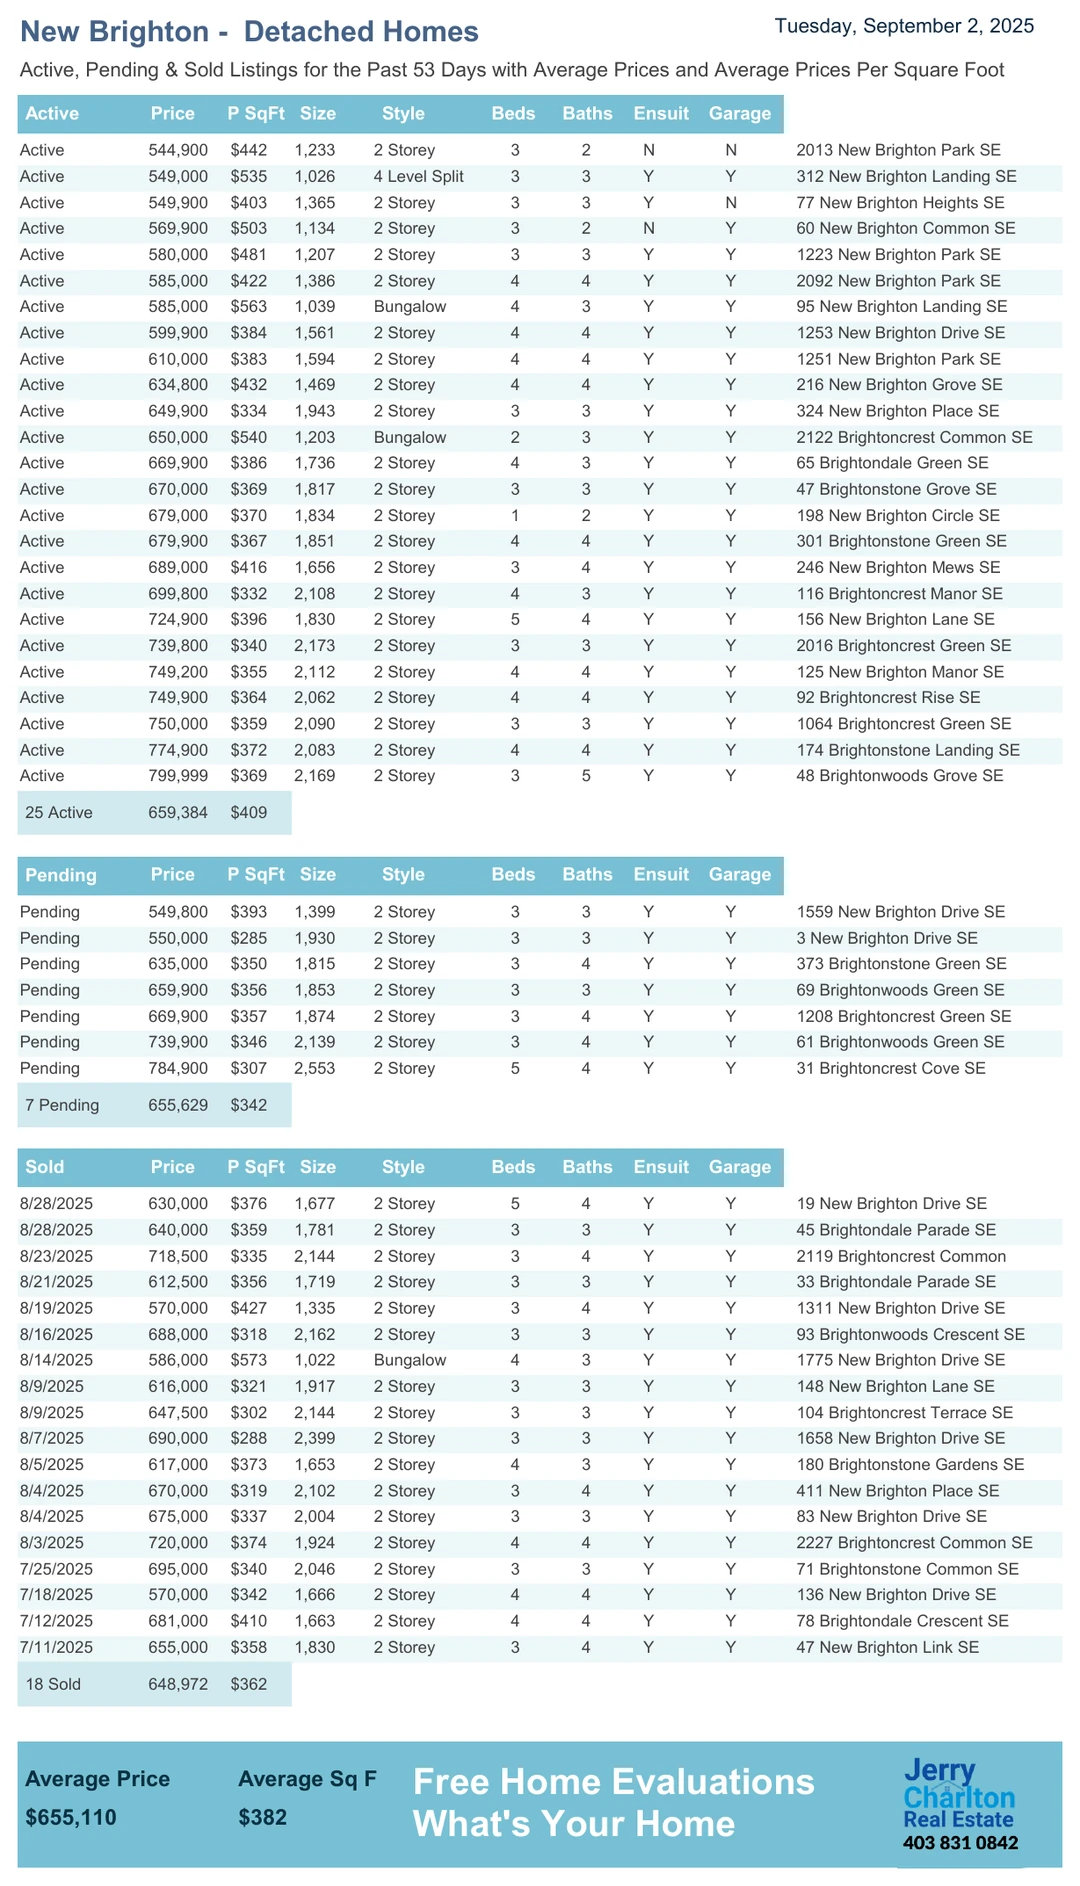 New Brighton -  Detached Homes
Tuesday, September 2, 2025
Active, Pending & Sold Listings for the Past 53 Days with Average Prices and Average Prices Per Square Foot
Active Price P SqFt Size Style Beds Baths Ensuit Garage
Active 544,900 $442 1,233 2 Storey 3 2 N N 2013 New Brighton Park SE
Active 549,000 $535 1,026 4 Level Split 3 3 Y Y 312 New Brighton Landing SE
Active 549,900 $403 1,365 2 Storey 3 3 Y N 77 New Brighton Heights SE
Active 569,900 $503 1,134 2 Storey 3 2 N Y 60 New Brighton Common SE
Active 580,000 $481 1,207 2 Storey 3 3 Y Y 1223 New Brighton Park SE
Active 585,000 $422 1,386 2 Storey 4 4 Y Y 2092 New Brighton Park SE
Active 585,000 $563 1,039 Bungalow 4 3 Y Y 95 New Brighton Landing SE
Active 599,900 $384 1,561 2 Storey 4 4 Y Y 1253 New Brighton Drive SE
Active 610,000 $383 1,594 2 Storey 4 4 Y Y 1251 New Brighton Park SE
Active 634,800 $432 1,469 2 Storey 4 4 Y Y 216 New Brighton Grove SE
Active 649,900 $334 1,943 2 Storey 3 3 Y Y 324 New Brighton Place SE
Active 650,000 $540 1,203 Bungalow 2 3 Y Y 2122 Brightoncrest Common SE
Active 669,900 $386 1,736 2 Storey 4 3 Y Y 65 Brightondale Green SE
Active 670,000 $369 1,817 2 Storey 3 3 Y Y 47 Brightonstone Grove SE
Active 679,000 $370 1,834 2 Storey 1 2 Y Y 198 New Brighton Circle SE
Active 679,900 $367 1,851 2 Storey 4 4 Y Y 301 Brightonstone Green SE
Active 689,000 $416 1,656 2 Storey 3 4 Y Y 246 New Brighton Mews SE
Active 699,800 $332 2,108 2 Storey 4 3 Y Y 116 Brightoncrest Manor SE
Active 724,900 $396 1,830 2 Storey 5 4 Y Y 156 New Brighton Lane SE
Active 739,800 $340 2,173 2 Storey 3 3 Y Y 2016 Brightoncrest Green SE
Active 749,200 $355 2,112 2 Storey 4 4 Y Y 125 New Brighton Manor SE
Active 749,900 $364 2,062 2 Storey 4 4 Y Y 92 Brightoncrest Rise SE
Active 750,000 $359 2,090 2 Storey 3 3 Y Y 1064 Brightoncrest Green SE
Active 774,900 $372 2,083 2 Storey 4 4 Y Y 174 Brightonstone Landing SE
Active 799,999 $369 2,169 2 Storey 3 5 Y Y 48 Brightonwoods Grove SE
25 Active 659,384 $409
Pending Price P SqFt Size Style Beds Baths Ensuit Garage
Pending 549,800 $393 1,399 2 Storey 3 3 Y Y 1559 New Brighton Drive SE
Pending 550,000 $285 1,930 2 Storey 3 3 Y Y 3 New Brighton Drive SE
Pending 635,000 $350 1,815 2 Storey 3 4 Y Y 373 Brightonstone Green SE
Pending 659,900 $356 1,853 2 Storey 3 3 Y Y 69 Brightonwoods Green SE
Pending 669,900 $357 1,874 2 Storey 3 4 Y Y 1208 Brightoncrest Green SE
Pending 739,900 $346 2,139 2 Storey 3 4 Y Y 61 Brightonwoods Green SE
Pending 784,900 $307 2,553 2 Storey 5 4 Y Y 31 Brightoncrest Cove SE
7 Pending 655,629 $342
Sold Price P SqFt Size Style Beds Baths Ensuit Garage
8/28/2025 630,000 $376 1,677 2 Storey 5 4 Y Y 19 New Brighton Drive SE
8/28/2025 640,000 $359 1,781 2 Storey 3 3 Y Y 45 Brightondale Parade SE
8/23/2025 718,500 $335 2,144 2 Storey 3 4 Y Y 2119 Brightoncrest Common
8/21/2025 612,500 $356 1,719 2 Storey 3 3 Y Y 33 Brightondale Parade SE
8/19/2025 570,000 $427 1,335 2 Storey 3 4 Y Y 1311 New Brighton Drive SE
8/16/2025 688,000 $318 2,162 2 Storey 3 3 Y Y 93 Brightonwoods Crescent SE
8/14/2025 586,000 $573 1,022 Bungalow 4 3 Y Y 1775 New Brighton Drive SE
8/9/2025 616,000 $321 1,917 2 Storey 3 3 Y Y 148 New Brighton Lane SE
8/9/2025 647,500 $302 2,144 2 Storey 3 3 Y Y 104 Brightoncrest Terrace SE
8/7/2025 690,000 $288 2,399 2 Storey 3 3 Y Y 1658 New Brighton Drive SE
8/5/2025 617,000 $373 1,653 2 Storey 4 3 Y Y 180 Brightonstone Gardens SE
8/4/2025 670,000 $319 2,102 2 Storey 3 4 Y Y 411 New Brighton Place SE
8/4/2025 675,000 $337 2,004 2 Storey 3 3 Y Y 83 New Brighton Drive SE
8/3/2025 720,000 $374 1,924 2 Storey 4 4 Y Y 2227 Brightoncrest Common SE
7/25/2025 695,000 $340 2,046 2 Storey 3 3 Y Y 71 Brightonstone Common SE
7/18/2025 570,000 $342 1,666 2 Storey 4 4 Y Y 136 New Brighton Drive SE
7/12/2025 681,000 $410 1,663 2 Storey 4 4 Y Y 78 Brightondale Crescent SE
7/11/2025 655,000 $358 1,830 2 Storey 3 4 Y Y 47 New Brighton Link SE
18 Sold 648,972 $362
Average Price Average Sq F
$655,110 $382
Free Home Evaluations
What's Your Home
Jerry
Charlton
Real Estate
403 831 0842